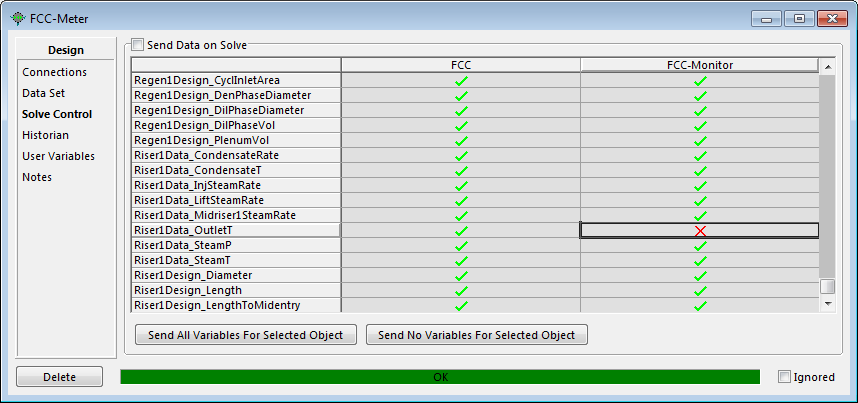 FCC-Meter
Design
Connections
Data Set
Solve Control
Historian
User Variables
Notes
Send Data on Solve
FCC FCC-Monitor
Regen1Design_CyclInletArea
Regen1Design_DenPhaseDiameter
Regen1Design_DilPhaseDiameter
Regen1Design_DilPhaseVol
Regen1Design_PlenumVol
Riser1Data_CondensateRate
Riser1Data_CondensateT
Riser1Data_InjSteamRate
Riser1Data_LiftSteamRate
Riser1Data_Midriser1SteamRate
Riser1Data_OutletT
Riser1Data_SteamP
Riser1Data_SteamT
Riser1Design_Diameter
Riser1Design_Length
Riser1Design_LengthToMidentry
Send All Variables For Selected Object Send No Variables For Selected Object
Delete OK Ignored